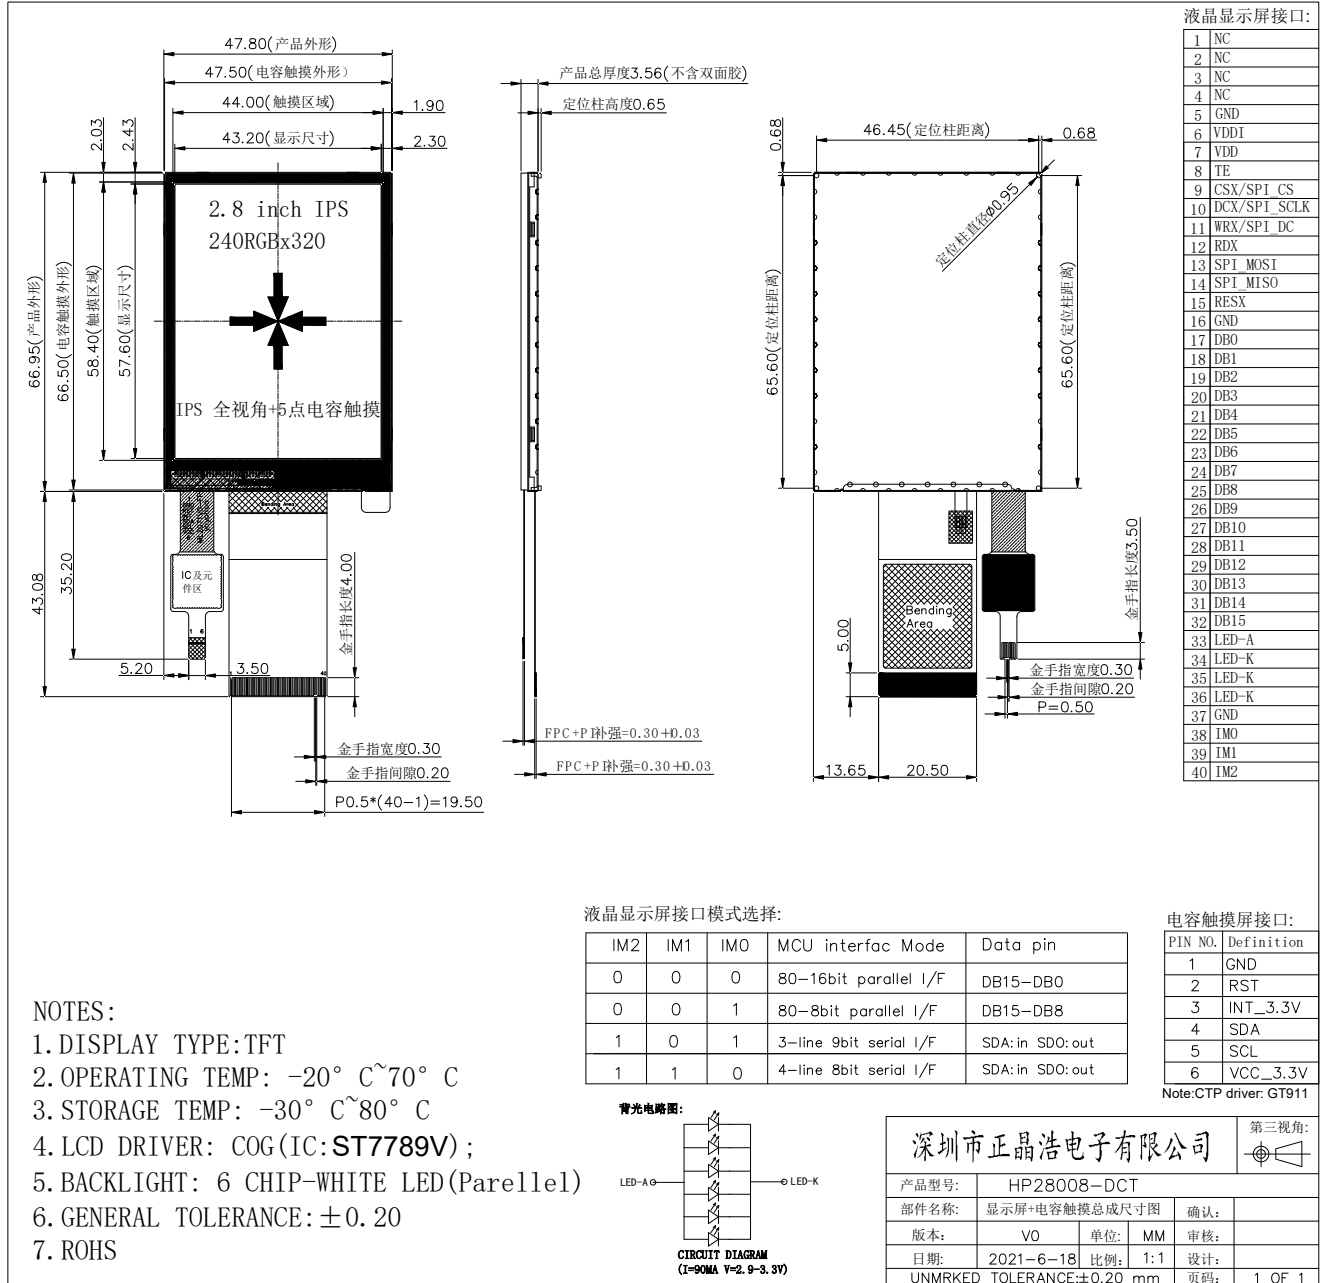 液晶显示屏接口:
1 NC
2 NC
3 NC
4 NC
5 GND
6 VDDI
7 VDD
8 TE
9 CSX/SPI_CS
10 DCX/SPI_SCLK
11 WRX/SPI_DC
12 RDX
13 SPI_MOSI
14 SPI_MISO
15 RESX
16 GND
17 DB0
18 DB1
19 DB2
20 DB3
21 DB4
22 DB5
23 DB6
24 DB7
25 DB8
26 DB9
27 DB10
28 DB11
29 DB12
30 DB13
31 DB14
32 DB15
33 LED-A
34 LED-K
35 LED-K
36 LED-K
37 GND
38 IM0
39 IM1
40 IM2
47.80(产品外形)
47.50(电容触摸外形)
44.00(触摸区域)
1.90
43.20(显示尺寸)
2.30
2.03
2.43
66.95(产品外形)
66.50(电容触摸外形)
58.40(触摸区域)
57.60(显示尺寸)
2.8 inch IPS
240RGBx320
IPS 全视角+5点电容触摸
Bending Area
IC及元
件区
1 6
40
43.08
35.20
5.20
3.50
金手指长度4.00
金手指宽度0.30
金手指间隙0.20
P0.5*(40-1)=19.50
产品总厚度3.56(不含双面胶)
定位柱高度0.65
FPC+PI补强=0.30+0.03
FPC+PI补强=0.30+0.03
0.68
46.45(定位柱距离)
0.68
定位柱直径ø0.95
65.60(定位柱距离)
65.60(定位柱距离)
Bending
Area
5.00
金手指长度3.50
金手指宽度0.30
金手指间隙0.20
P=0.50
13.65
20.50
液晶显示屏接口模式选择:
IM2 IM1 IM0 MCU interfac Mode Data pin
0 0 0 80-16bit parallel I/F DB15-DB0
0 0 1 80-8bit parallel I/F DB15-DB8
1 0 1 3-line 9bit serial I/F SDA:in SDO:out
1 1 0 4-line 8bit serial I/F SDA:in SDO:out
电容触摸屏接口:
PIN NO. Definition
1 GND
2 RST
3 INT_3.3V
4 SDA
5 SCL
6 VCC_3.3V
Note:CTP driver: GT911
NOTES:
1.DISPLAY TYPE:TFT
2.OPERATING TEMP: -20° C~70° C
3.STORAGE TEMP: -30° C~80° C
4.LCD DRIVER: COG(IC:ST7789V);
5.BACKLIGHT: 6 CHIP-WHITE LED(Parellel)
6.GENERAL TOLERANCE:±0.20
7.ROHS
背光电路图:
LED-A
LED-K
CIRCUIT DIAGRAM
(I=90MA V=2.9-3.3V)
深圳市正晶浩电子有限公司
第三视角:
产品型号: HP28008-DCT
部件名称: 显示屏+电容触摸总成尺寸图 确认:
版本: V0 单位: MM 审核:
日期: 2021-6-18 比例: 1:1 设计:
UNMRKED TOLERANCE:±0.20 mm 页码: 1 OF 1